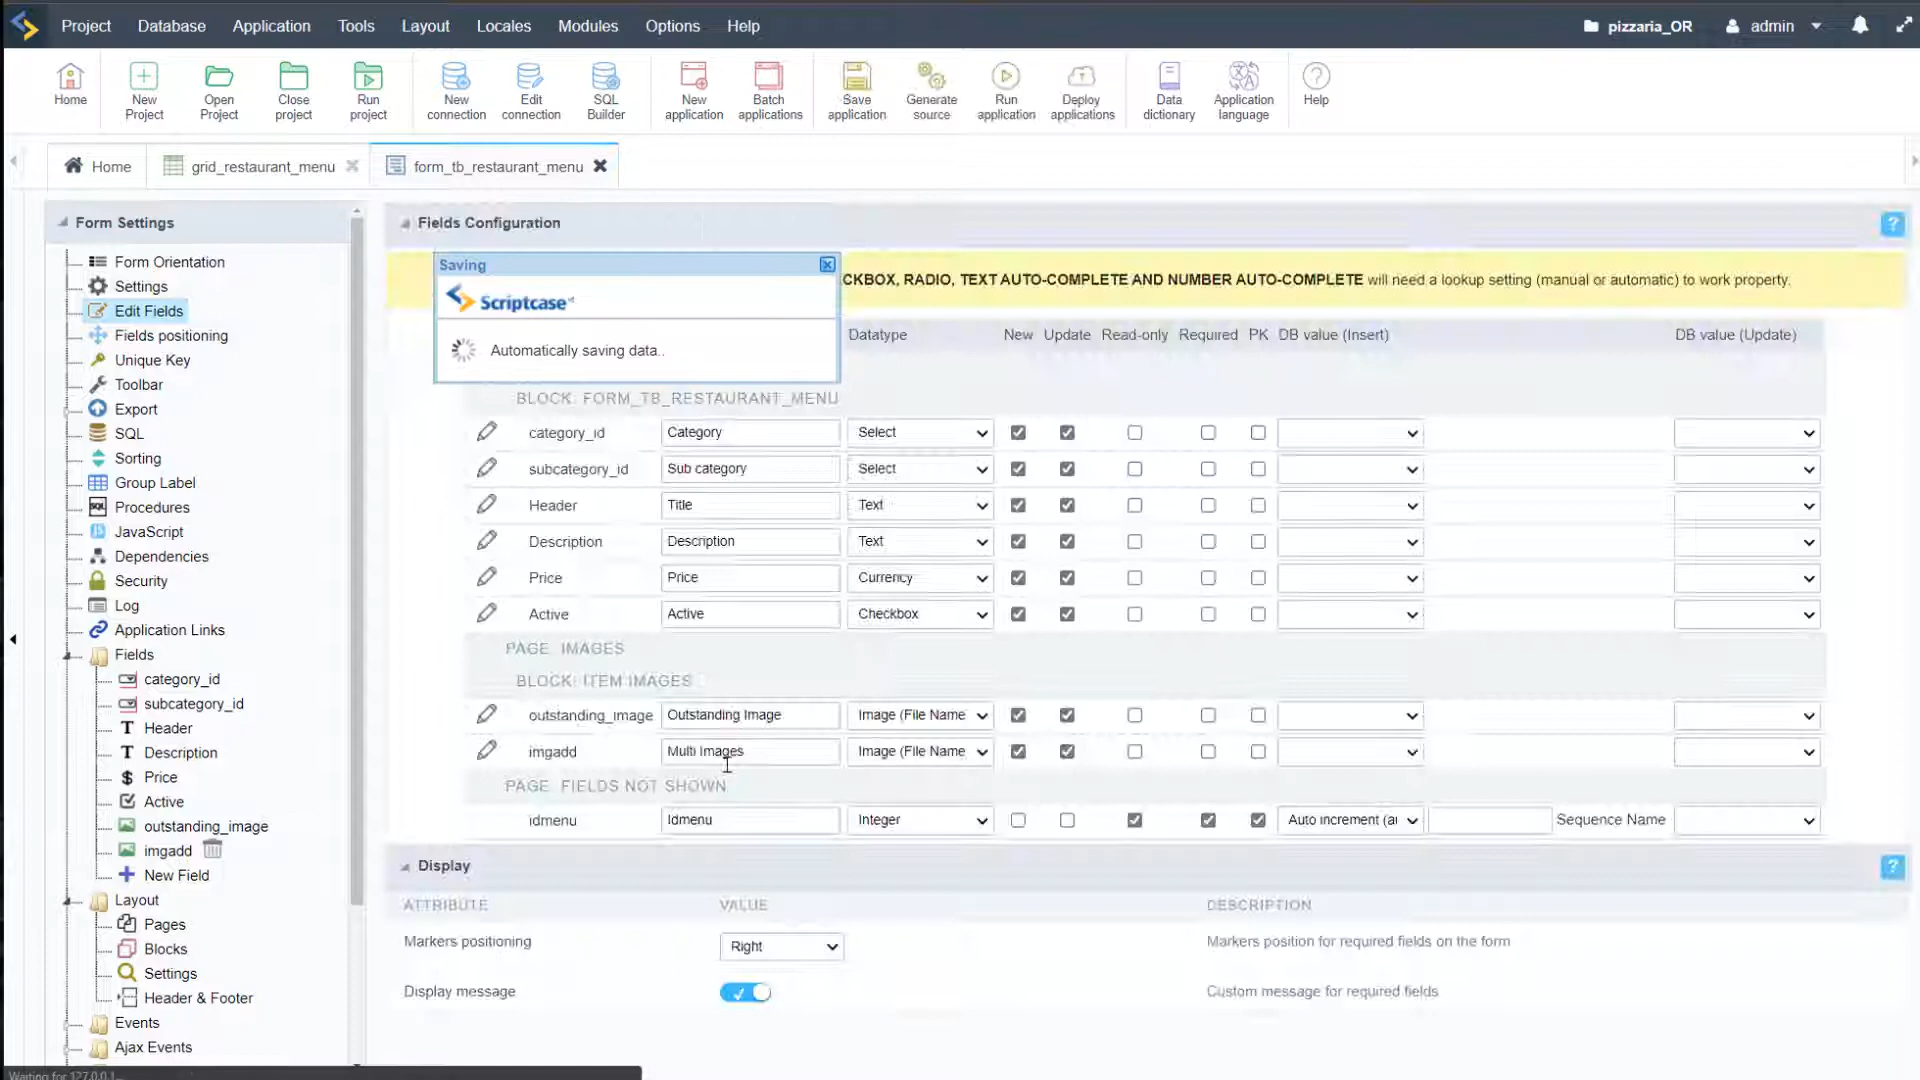 Project Database Application Tools Layout Locales Modules Options Help pizzaria_OR admin
Home
New Project
Open Project
Close project
Run project
New connection
Edit connection
SQL Builder
New application
Batch applications
Save application
Generate source
Run application
Deploy applications
Data dictionary
Application language
Help
Home grid_restaurant_menu form_tb_restaurant_menu
Form Settings
Form Orientation
Settings
Edit Fields
Fields positioning
Unique Key
Toolbar
Export
SQL
Sorting
Group Label
SQL Procedures
JS JavaScript
Dependencies
Security
Log
Application Links
Fields
category_id
subcategory_id
T Header
T Description
$ Price
Active
outstanding_image
imgadd
New Field
Layout
Pages
Blocks
Settings
Header & Footer
Events
Ajax Events
Waiting for 127.0.0.1...
Fields Configuration ?
CKBOX, RADIO, TEXT AUTO-COMPLETE AND NUMBER AUTO-COMPLETE will need a lookup setting (manual or automatic) to work property.
Saving
Scriptcase
Automatically saving data..
Datatype New Update Read-only Required PK DB value (Insert) DB value (Update)
BLOCK: FORM_TB_RESTAURANT_MENU
category_id Category Select
subcategory_id Sub category Select
Header Title Text
Description Description Text
Price Price Currency
Active Active Checkbox
PAGE: IMAGES
BLOCK: ITEM IMAGES
outstanding_image Outstanding Image Image (File Name
imgadd Multi Images Image (File Name
PAGE: FIELDS NOT SHOWN
idmenu Idmenu Integer Auto increment (au Sequence Name
Display ?
ATTRIBUTE VALUE DESCRIPTION
Markers positioning Right Markers position for required fields on the form
Display message Custom message for required fields